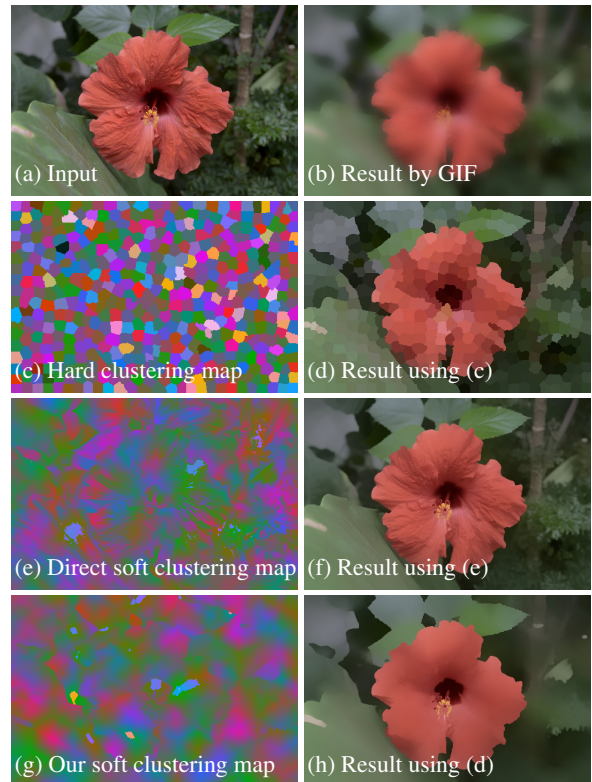 (a) Input
(b) Result by GIF
(c) Hard clustering map
(d) Result using (c)
(e) Direct soft clustering map
(f) Result using (e)
(g) Our soft clustering map
(h) Result using (d)